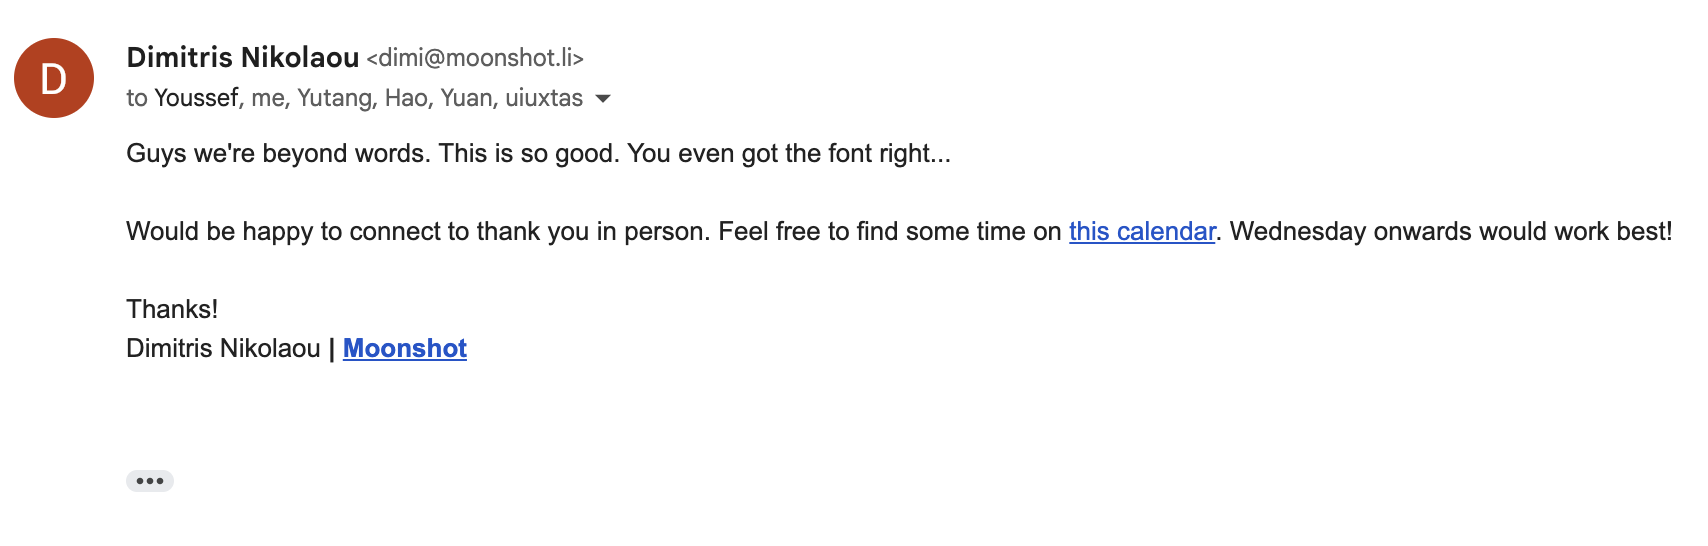 D
Dimitris Nikolaou <dimi@moonshot.li>
to Youssef, me, Yutang, Hao, Yuan, uiuxtas
Guys we're beyond words. This is so good. You even got the font right...
Would be happy to connect to thank you in person. Feel free to find some time on this calendar. Wednesday onwards would work best!
Thanks!
Dimitris Nikolaou | Moonshot